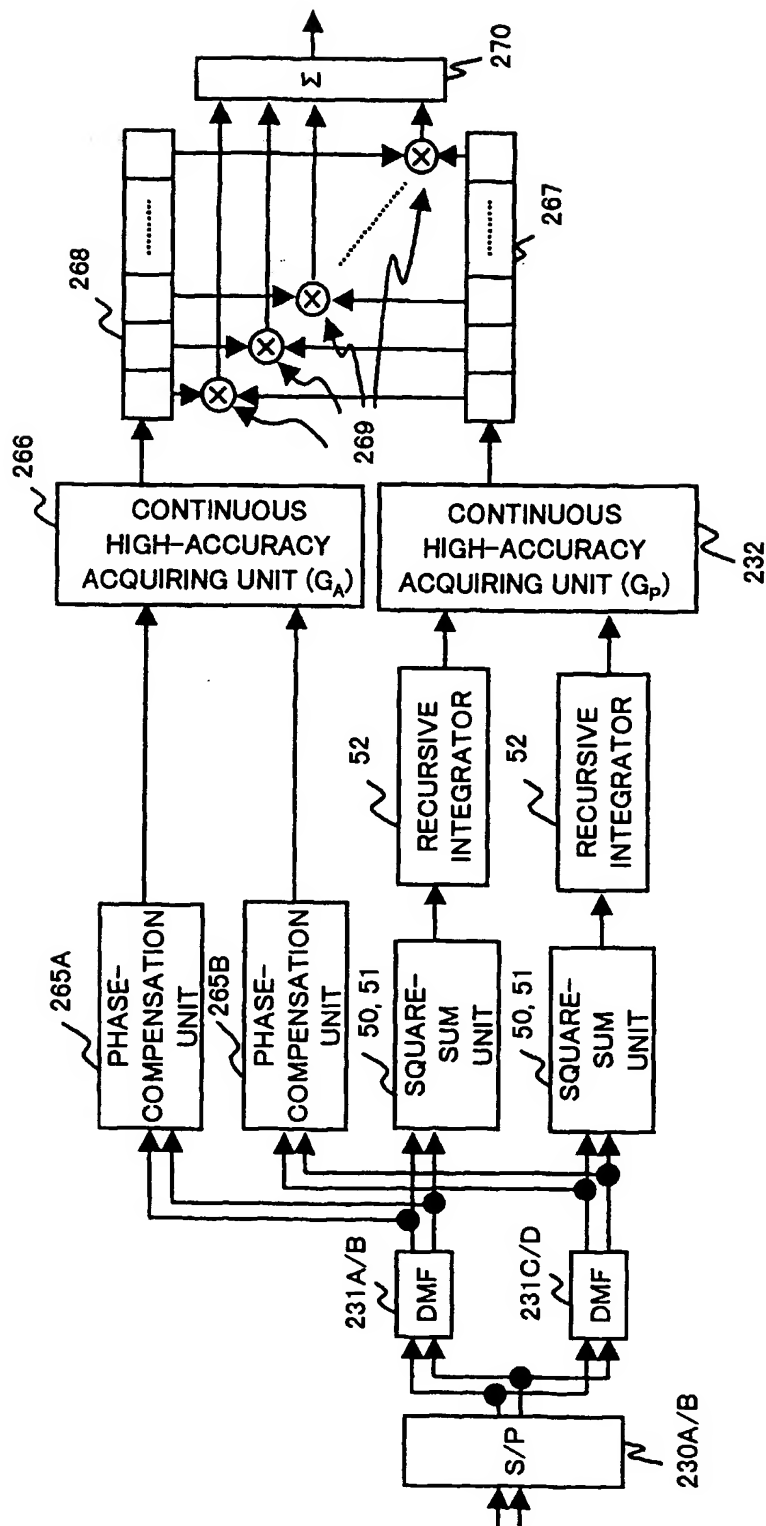 230A/B
S/P
231A/B
DMF
231C/D
DMF
265A
PHASE-
COMPENSATION
UNIT
265B
PHASE-
COMPENSATION
UNIT
50, 51
SQUARE-
SUM
UNIT
50, 51
SQUARE-
SUM
UNIT
52
RECURSIVE
INTEGRATOR
52
RECURSIVE
INTEGRATOR
266
CONTINUOUS
HIGH-ACCURACY
ACQUIRING UNIT (G_A)
CONTINUOUS
HIGH-ACCURACY
ACQUIRING UNIT (G_P)
232
268
269
267
Σ
270